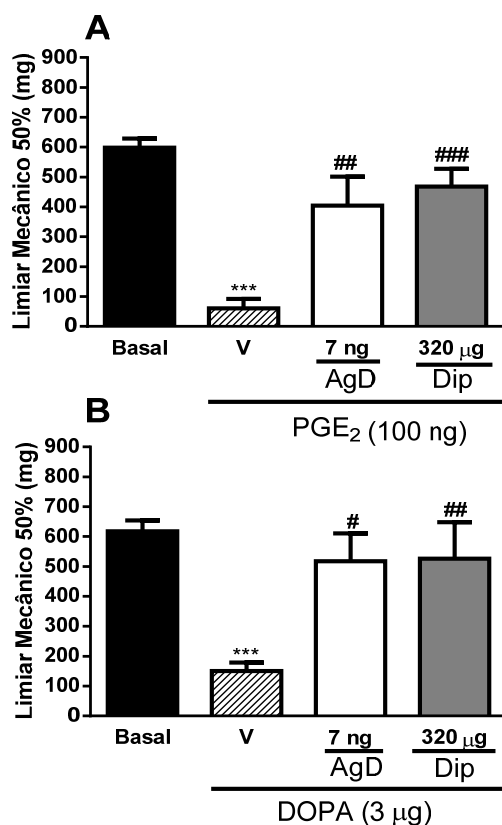 A
Limiar Mecânico 50% (mg)
900
800
700
600
500
400
300
200
100
0
***
##
###
Basal
V
7 ng
320 μg
AgD
Dip
PGE₂ (100 ng)
B
Limiar Mecânico 50% (mg)
900
800
700
600
500
400
300
200
100
0
***
#
##
Basal
V
7 ng
320 μg
AgD
Dip
DOPA (3 μg)